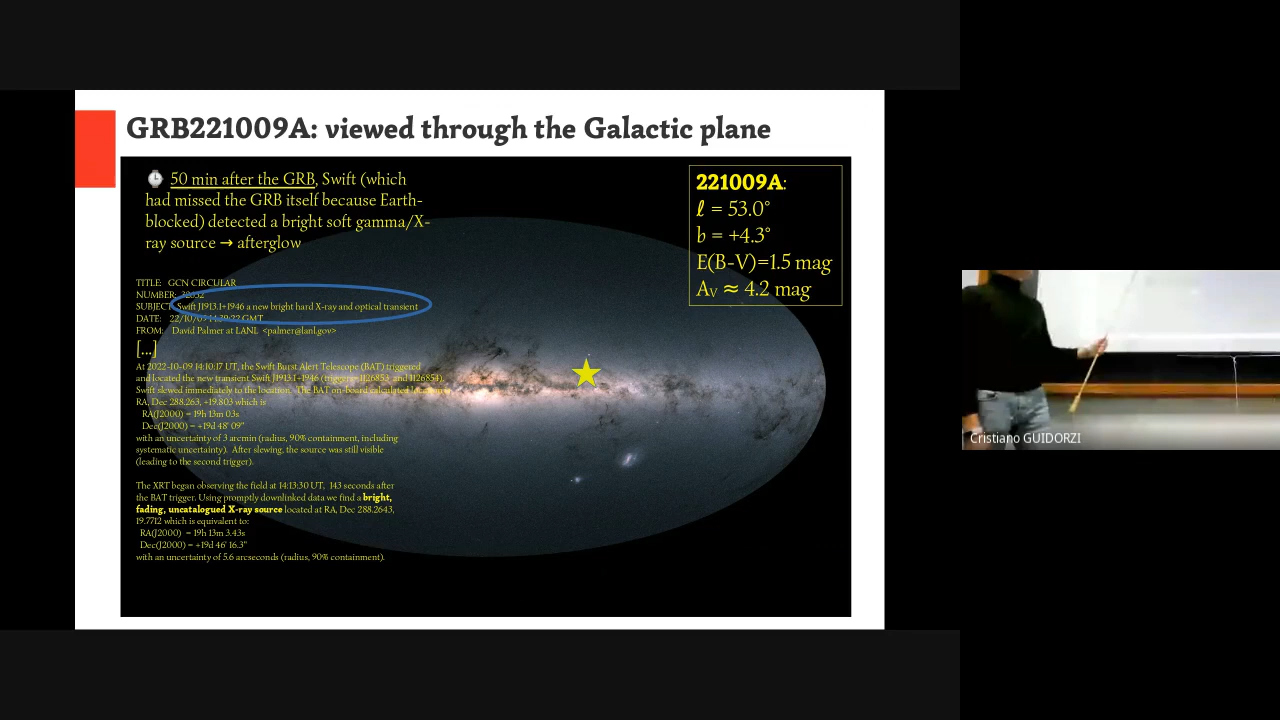 GRB221009A: viewed through the Galactic plane
50 min after the GRB, Swift (which
had missed the GRB itself because Earth-
blocked) detected a bright soft gamma/X-
ray source → afterglow
221009A:
ℓ = 53.0°
b = +4.3°
E(B-V)=1.5 mag
Aᵥ ≈ 4.2 mag
TITLE: GCN CIRCULAR
NUMBER:
SUBJECT: Swift J1913.1+1946 a new bright hard X-ray and optical transient
DATE: GMT
FROM: David Palmer at LANL <palmer@lanl.gov>
[...]
At 2022-10-09 14:10:17 UT, the Swift Burst Alert Telescope (BAT) triggered
and located the new transient Swift J1913.1+1946 (triggers 1126853 and 1126854).
Swift slewed immediately to the location. The BAT on-board calculated location is
RA, Dec 288.263, +19.803 which is
RA(J2000) = 19h 13m 03s
Dec(J2000) = +19d 48' 09"
with an uncertainty of 3 arcmin (radius, 90% containment, including
systematic uncertainty). After slewing, the source was still visible
(leading to the second trigger).
The XRT began observing the field at 14:13:30 UT, 143 seconds after
the BAT trigger. Using promptly downlinked data we find a bright,
fading, uncatalogued X-ray source located at RA, Dec 288.2643,
19.7712 which is equivalent to:
RA(J2000) = 19h 13m 3.43s
Dec(J2000) = +19d 46' 16.3"
with an uncertainty of 5.6 arcseconds (radius, 90% containment).
Cristiano GUIDORZI